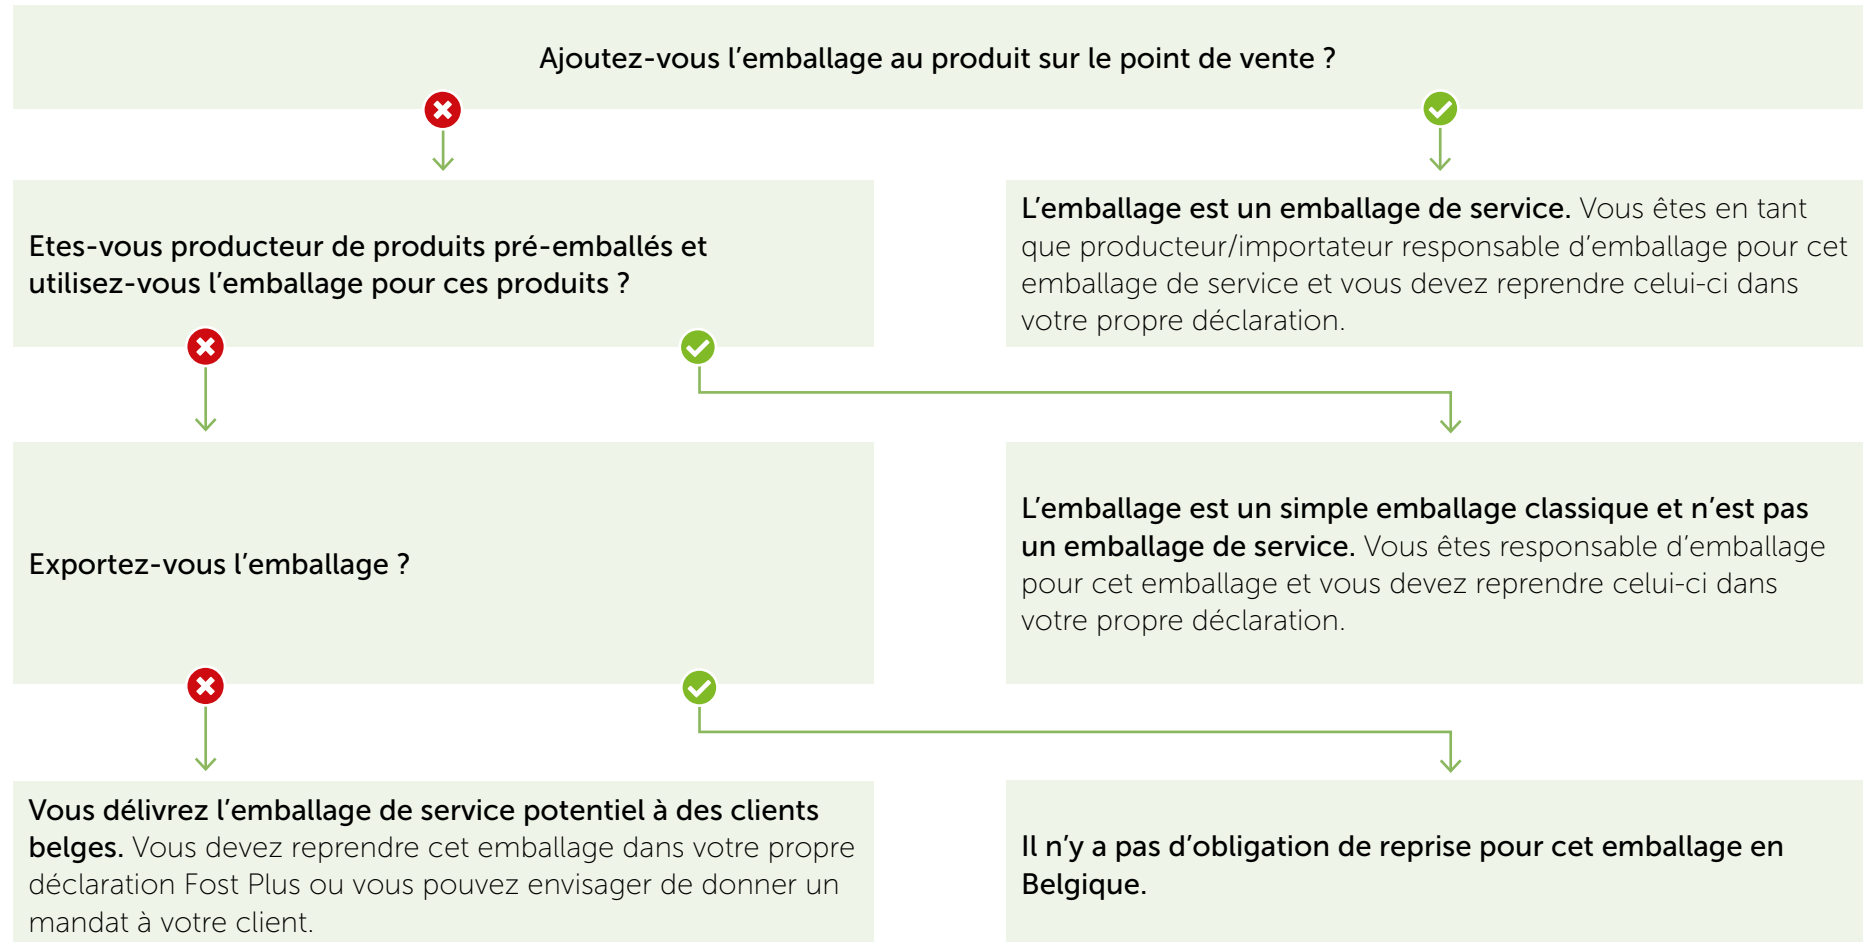 Ajoutez-vous l’emballage au produit sur le point de vente ?
Etes-vous producteur de produits pré-emballés et
utilisez-vous l’emballage pour ces produits ?
L’emballage est un emballage de service. Vous êtes en tant
que producteur/importateur responsable d’emballage pour cet
emballage de service et vous devez reprendre celui-ci dans
votre propre déclaration.
Exportez-vous l’emballage ?
L’emballage est un simple emballage classique et n’est pas
un emballage de service. Vous êtes responsable d’emballage
pour cet emballage et vous devez reprendre celui-ci dans
votre propre déclaration.
Vous délivrez l’emballage de service potentiel à des clients
belges. Vous devez reprendre cet emballage dans votre propre
déclaration Fost Plus ou vous pouvez envisager de donner un
mandat à votre client.
Il n’y a pas d’obligation de reprise pour cet emballage en
Belgique.